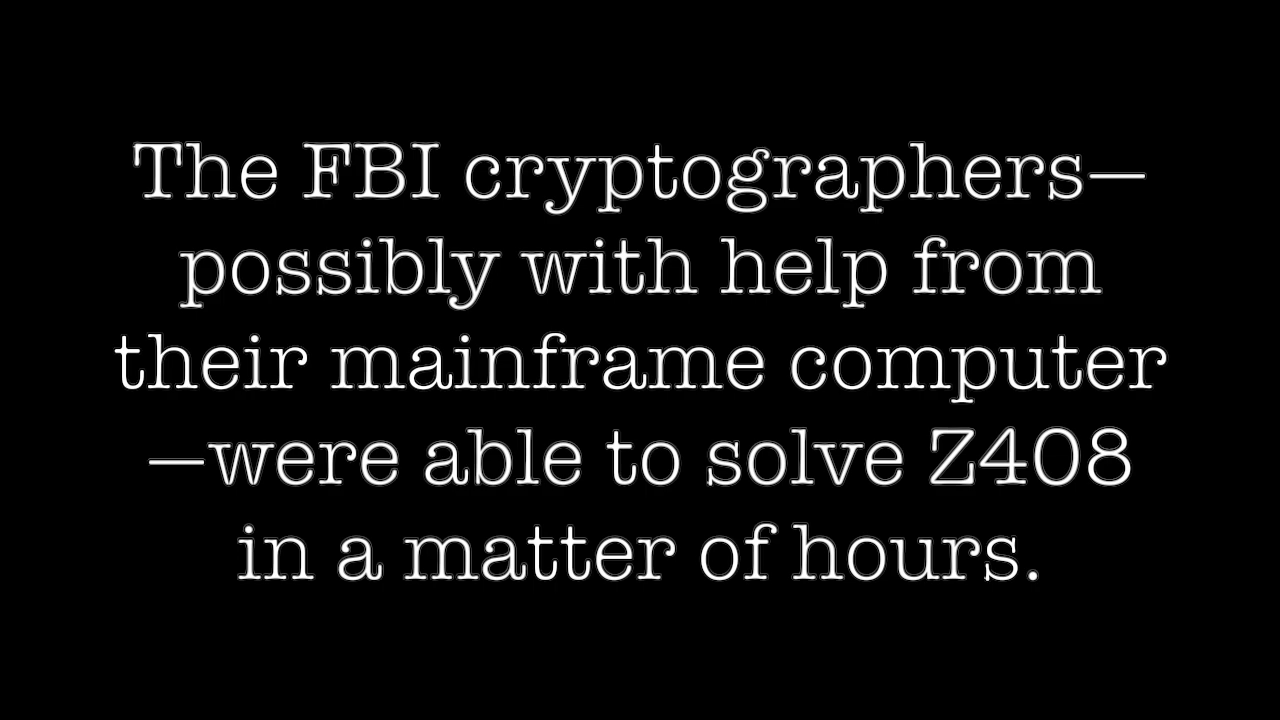 The FBI cryptographers—
possibly with help from
their mainframe computer
—were able to solve Z408
in a matter of hours.